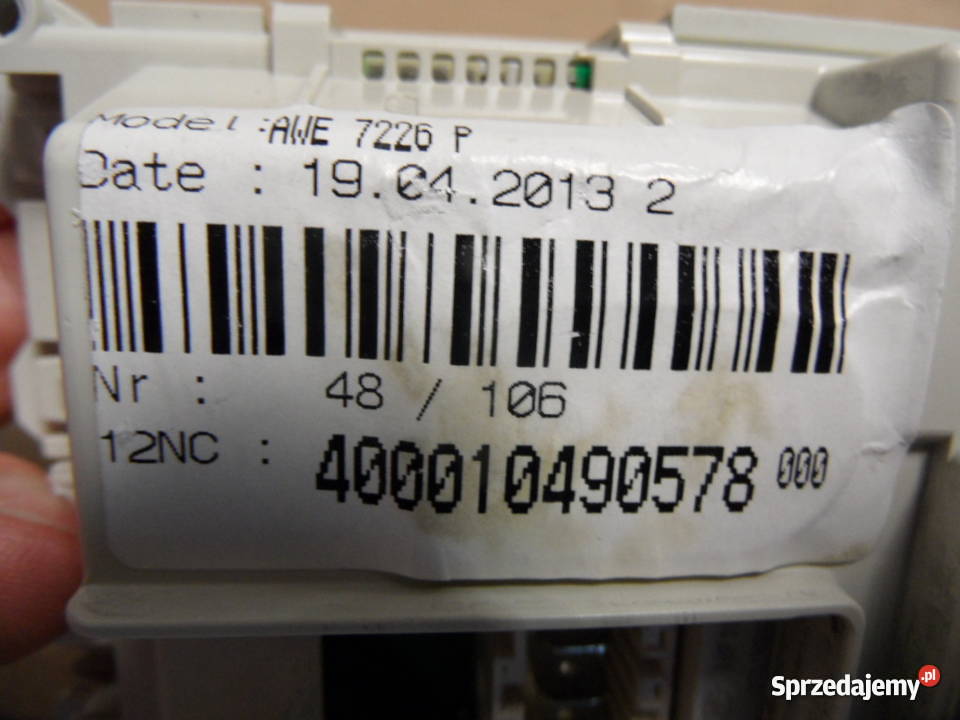 Model :AWE 7226 P
Date : 19.04.2013 2
Nr : 48 / 106
12NC : 400010490578 000
Sprzedajemy.pl